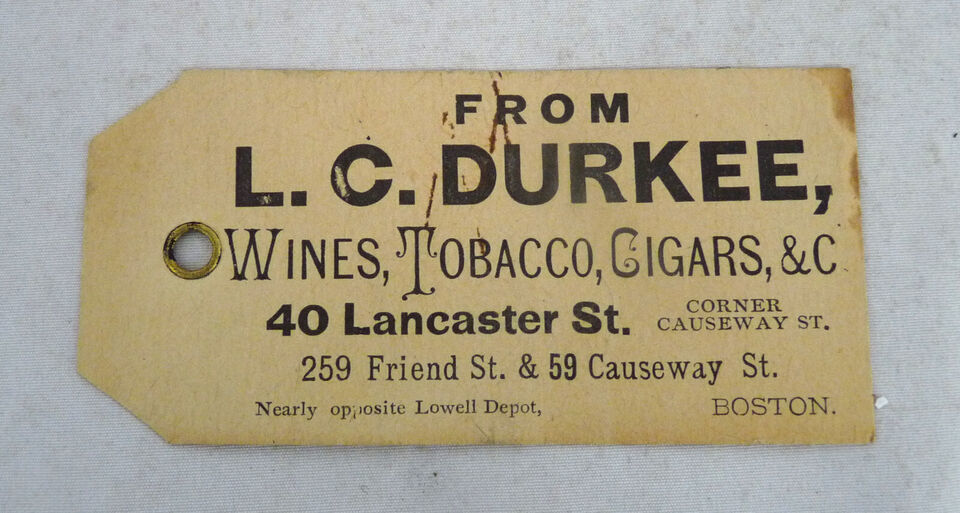 FROM
L. C. DURKEE,
WINES, TOBACCO, CIGARS, &C
40 Lancaster St. CORNER CAUSEWAY ST.
259 Friend St. & 59 Causeway St.
Nearly opposite Lowell Depot, BOSTON.